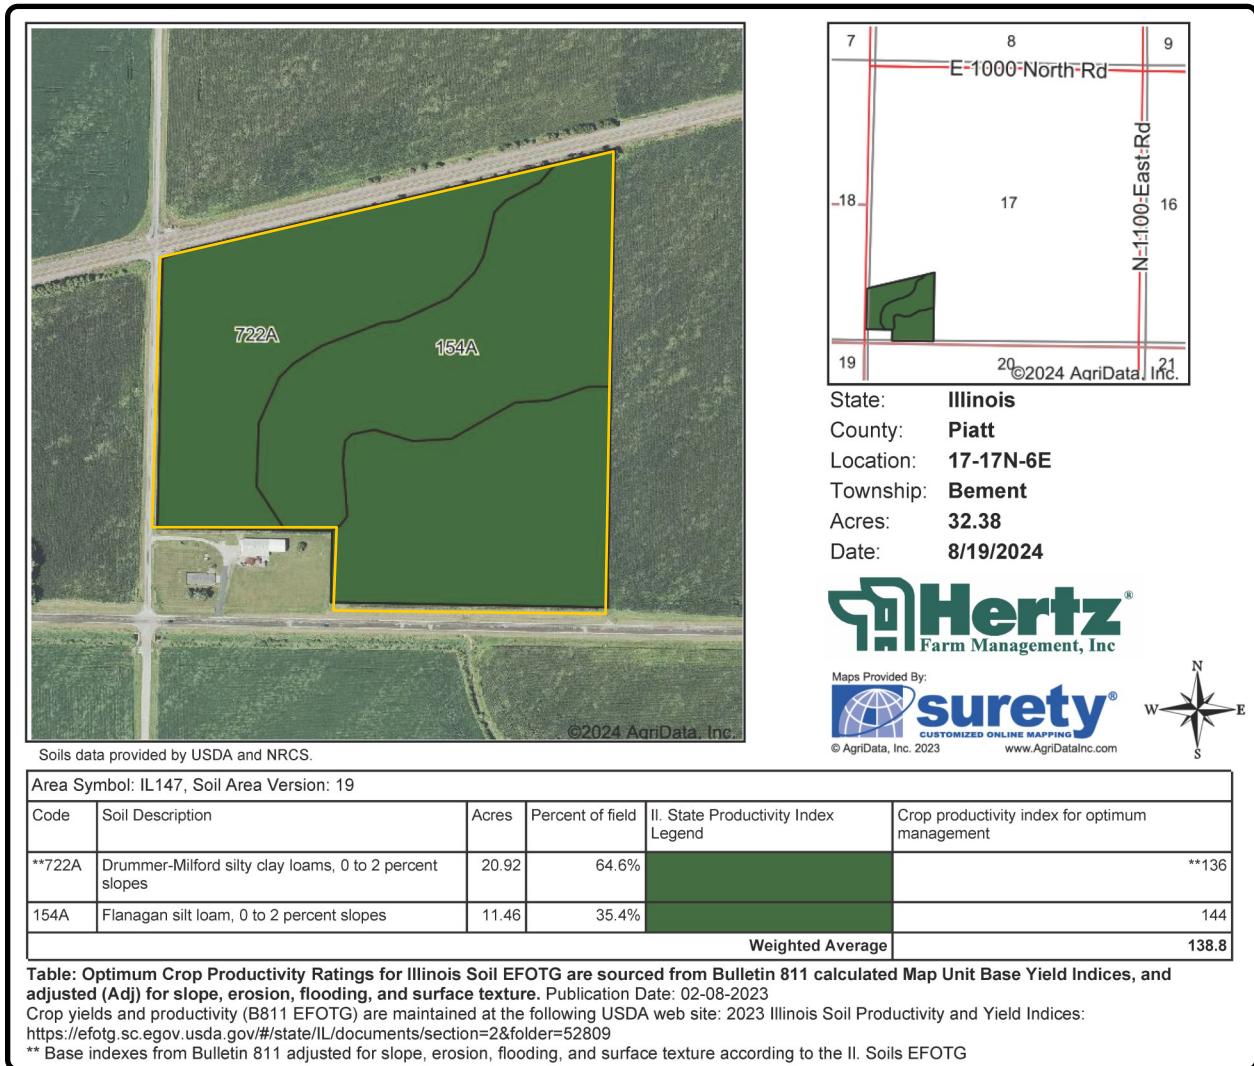 722A
154A
©2024 AgriData, Inc.
Soils data provided by USDA and NRCS.
7
8
9
E 1000 North Rd
18
17
16
N 1100 East Rd
19
20
21
©2024 AgriData, Inc.
State: Illinois
County: Piatt
Location: 17-17N-6E
Township: Bement
Acres: 32.38
Date: 8/19/2024
Hertz®
Farm Management, Inc
Maps Provided By:
surety®
CUSTOMIZED ONLINE MAPPING
© AgriData, Inc. 2023 www.AgriDataInc.com
N
W E
S
Area Symbol: IL147, Soil Area Version: 19
Code Soil Description Acres Percent of field II. State Productivity Index Legend Crop productivity index for optimum management
**722A Drummer-Milford silty clay loams, 0 to 2 percent slopes 20.92 64.6% **136
154A Flanagan silt loam, 0 to 2 percent slopes 11.46 35.4% 144
Weighted Average 138.8
Table: Optimum Crop Productivity Ratings for Illinois Soil EFOTG are sourced from Bulletin 811 calculated Map Unit Base Yield Indices, and
adjusted (Adj) for slope, erosion, flooding, and surface texture. Publication Date: 02-08-2023
Crop yields and productivity (B811 EFOTG) are maintained at the following USDA web site: 2023 Illinois Soil Productivity and Yield Indices:
https://efotg.sc.egov.usda.gov/#/state/IL/documents/section=2&folder=52809
** Base indexes from Bulletin 811 adjusted for slope, erosion, flooding, and surface texture according to the II. Soils EFOTG